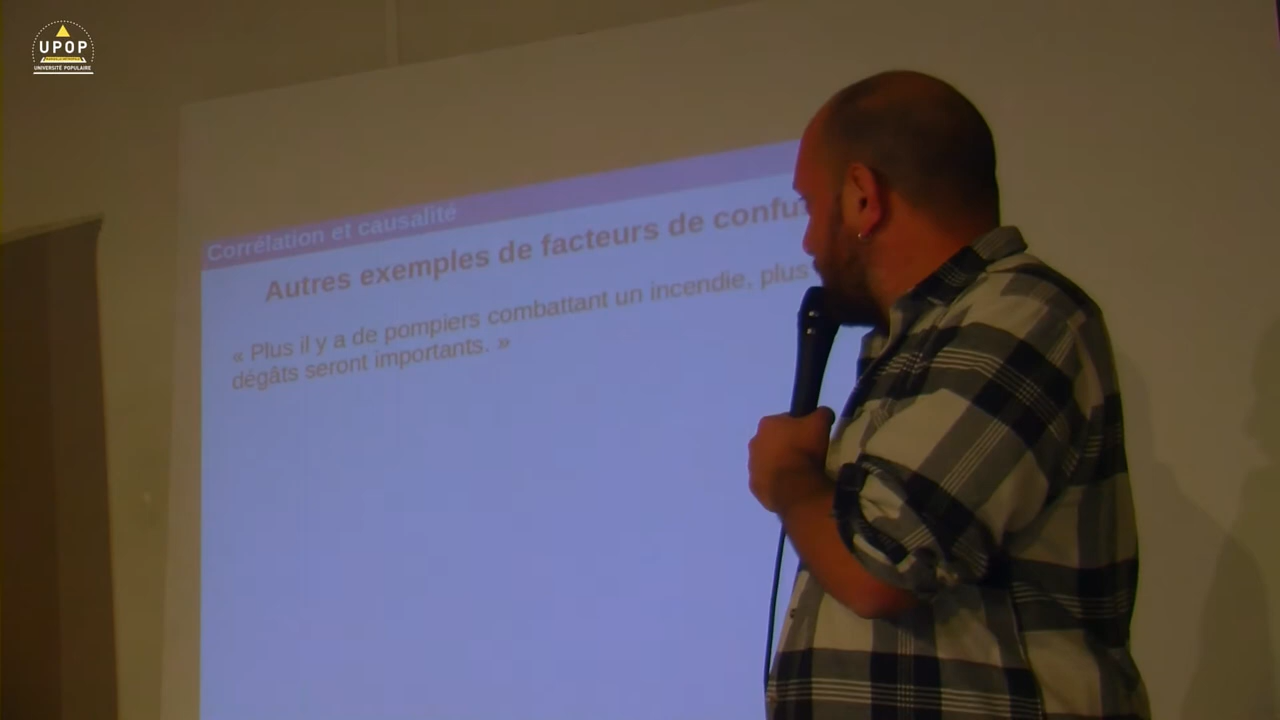 UPOP
UNIVERSITÉ POPULAIRE
Corrélation et causalité
Autres exemples de facteurs de confu
« Plus il y a de pompiers combattant un incendie, plus
dégâts seront importants. »